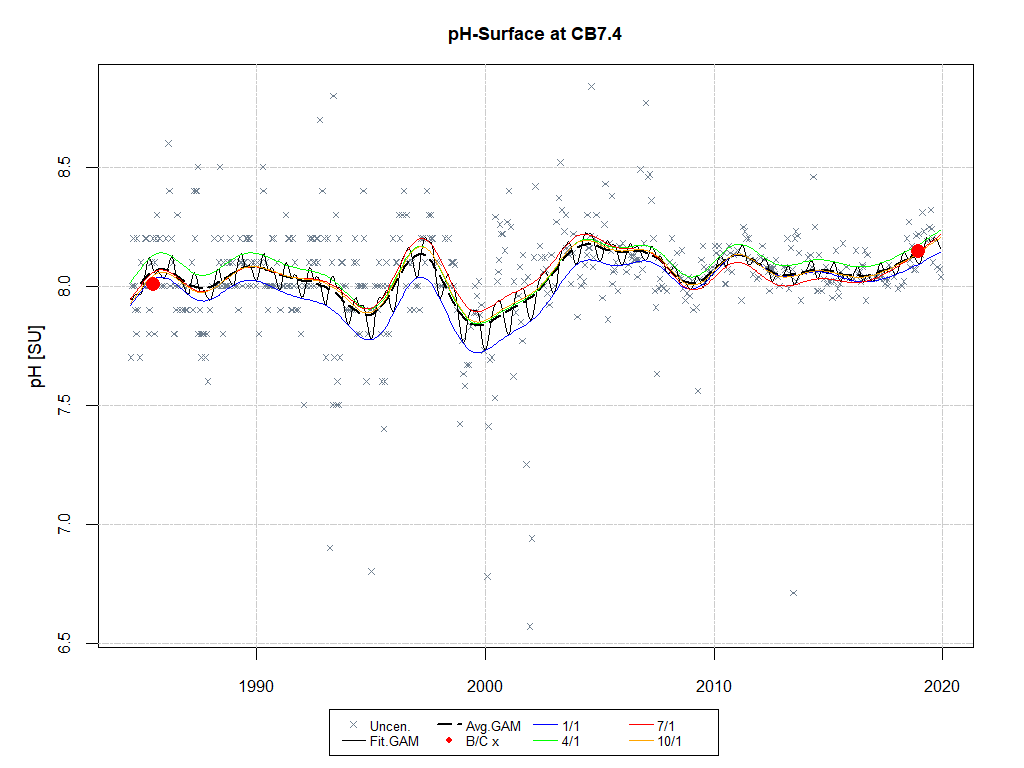 pH-Surface at CB7.4
pH [SU]
8.5
8.0
7.5
7.0
6.5
1990 2000 2010 2020
Uncen. Avg.GAM 1/1 7/1
Fit.GAM B/C x 4/1 10/1